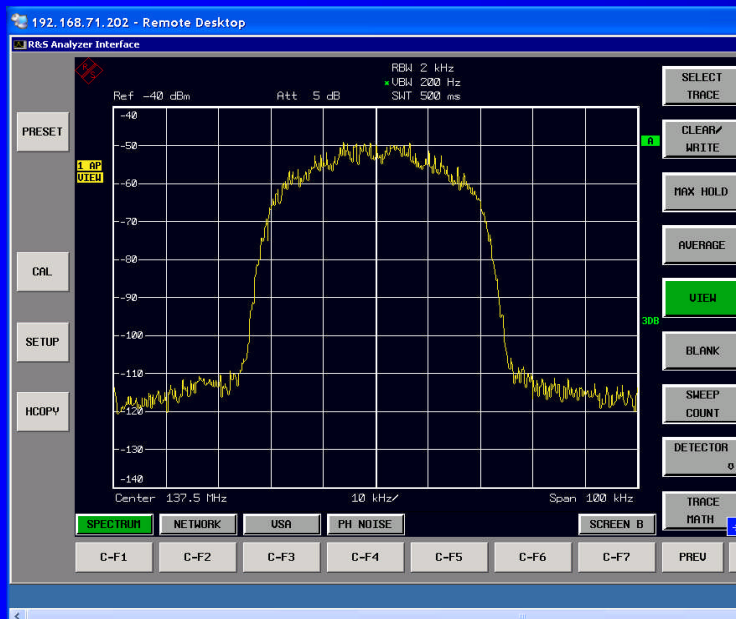 192.168.71.202 - Remote Desktop
R&S Analyzer Interface
RBW 2 kHz
VBW 200 Hz
Ref -40 dBm Att 5 dB SWT 500 ms
-40
-50
-60
-70
-80
-90
-100
-110
-120
-130
-140
1 AP
VIEW
A
3DB
Center 137.5 MHz 10 kHz/ Span 100 kHz
PRESET
CAL
SETUP
HCOPY
SELECT
TRACE
CLEAR/
WRITE
MAX HOLD
AVERAGE
VIEW
BLANK
SWEEP
COUNT
DETECTOR
TRACE
MATH
SPECTRUM NETWORK VSA PH NOISE SCREEN B
C-F1 C-F2 C-F3 C-F4 C-F5 C-F6 C-F7 PREV